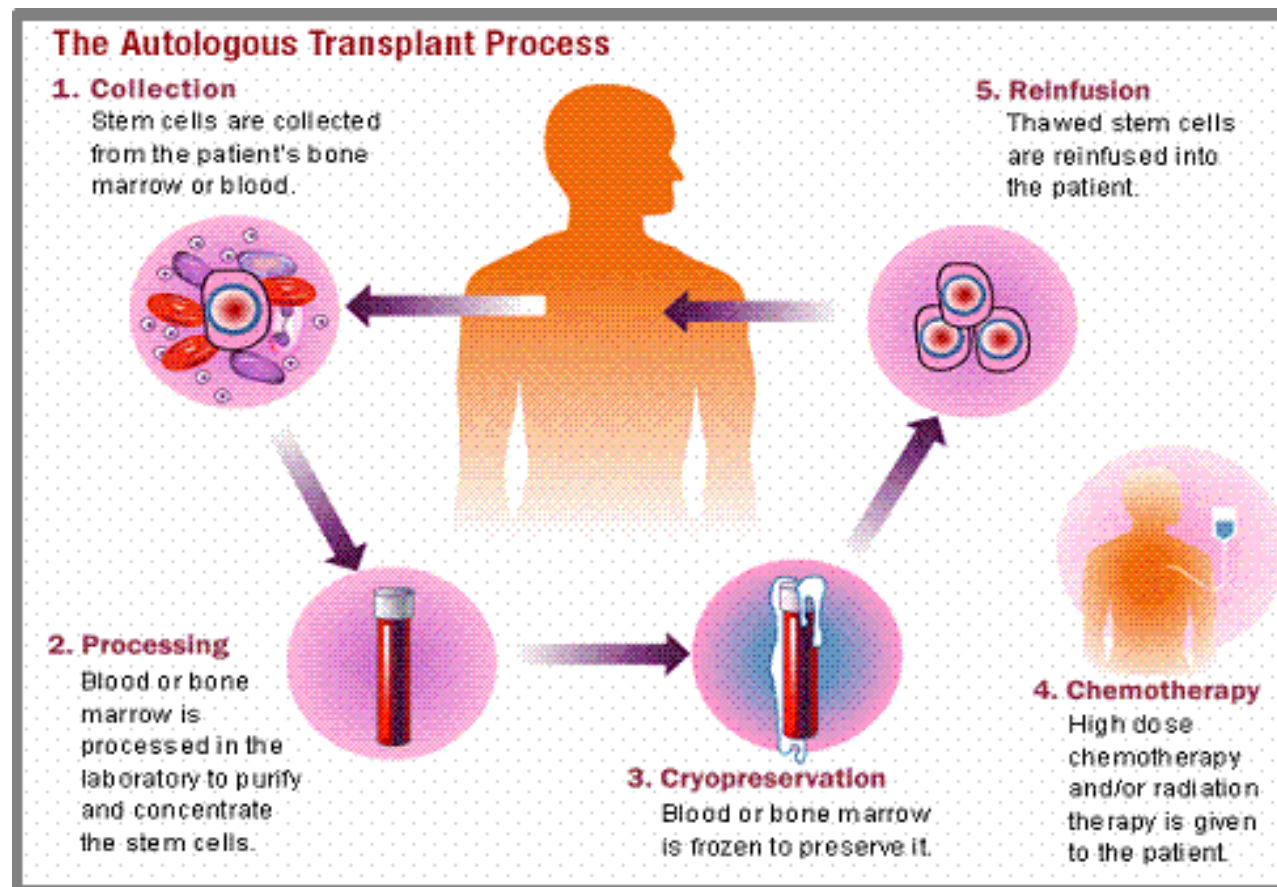 The Autologous Transplant Process
1. Collection
Stem cells are collected
from the patient's bone
marrow or blood.
2. Processing
Blood or bone
marrow is
processed in the
laboratory to purify
and concentrate
the stem cells.
3. Cryopreservation
Blood or bone marrow
is frozen to preserve it.
4. Chemotherapy
High dose
chemotherapy
and/or radiation
therapy is given
to the patient.
5. Reinfusion
Thawed stem cells
are reinfused into
the patient.